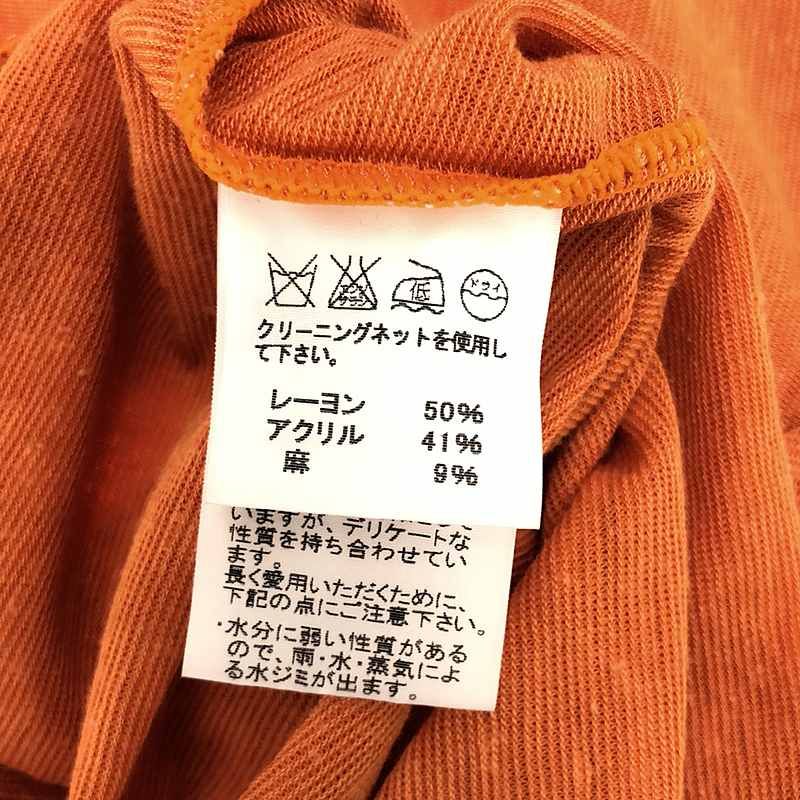 エンソ
サラシ
低
ドライ
クリーニングネットを使用し
て下さい。
レーヨン 50%
アクリル 41%
麻 9%
いますが、デリケートな
性質を持ち合わせてい
ます。
長く愛用いただくために、
下記の点にご注意下さい。
・水分に弱い性質がある
ので、雨・水・蒸気によ
る水ジミが出ます。